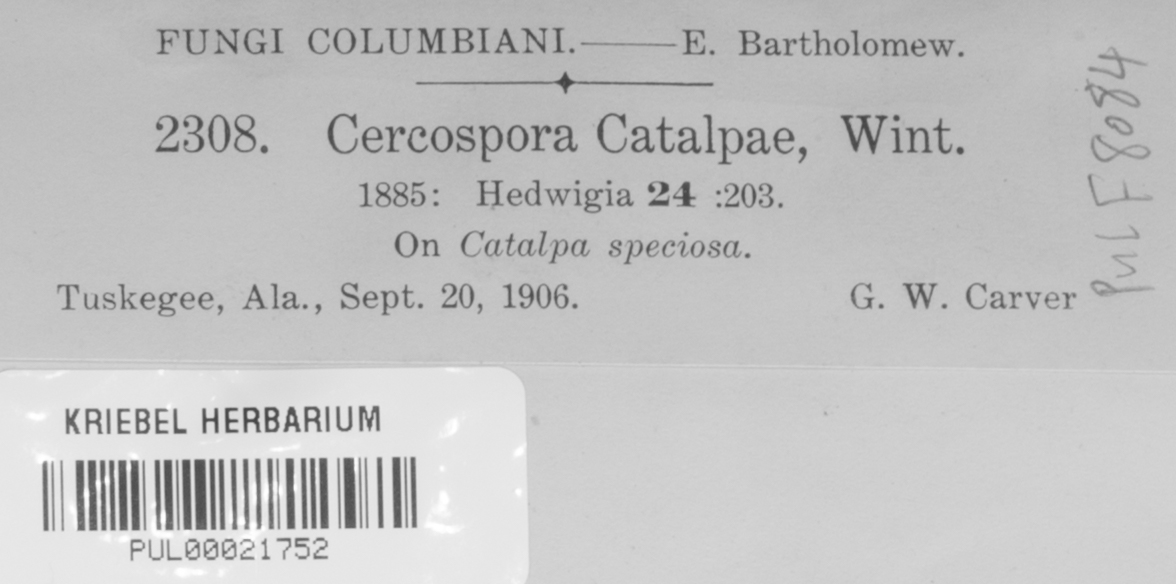 FUNGI COLUMBIANI.——E. Bartholomew.
2308. Cercospora Catalpae, Wint.
1885: Hedwigia 24 :203.
On Catalpa speciosa.
Tuskegee, Ala., Sept. 20, 1906. G. W. Carver
PUL F8084
KRIEBEL HERBARIUM
PUL00021752